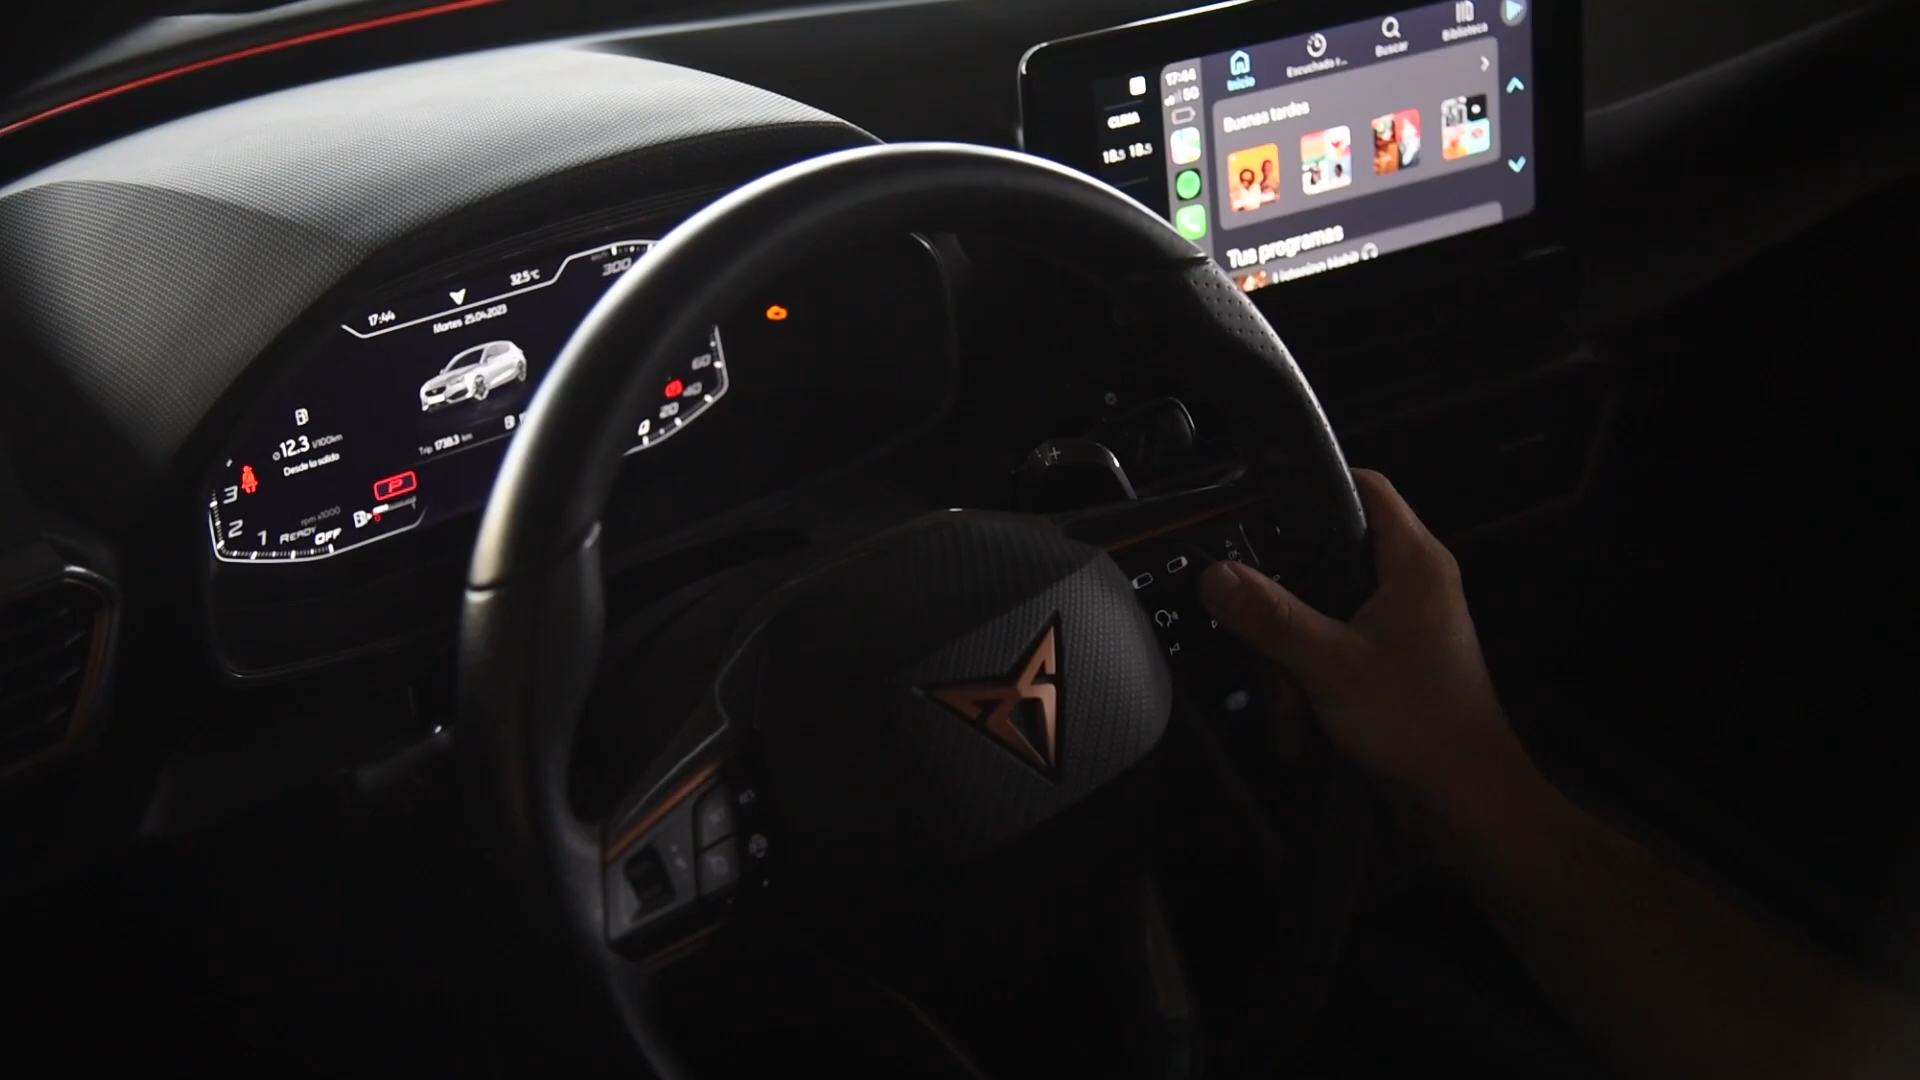 17:44
32.5°C
Martes 25.04.2023
300
12.3 l/100km
Desde la salida
Trip 1738.3 km
P
3
2
1
rpm x1000
READY
OFF
60
40
20
0
CLIMA
18.5 18.5
17:44
5G
Inicio
Escuchado r...
Buscar
Biblioteca
Buenas tardes
Tus programas
OK